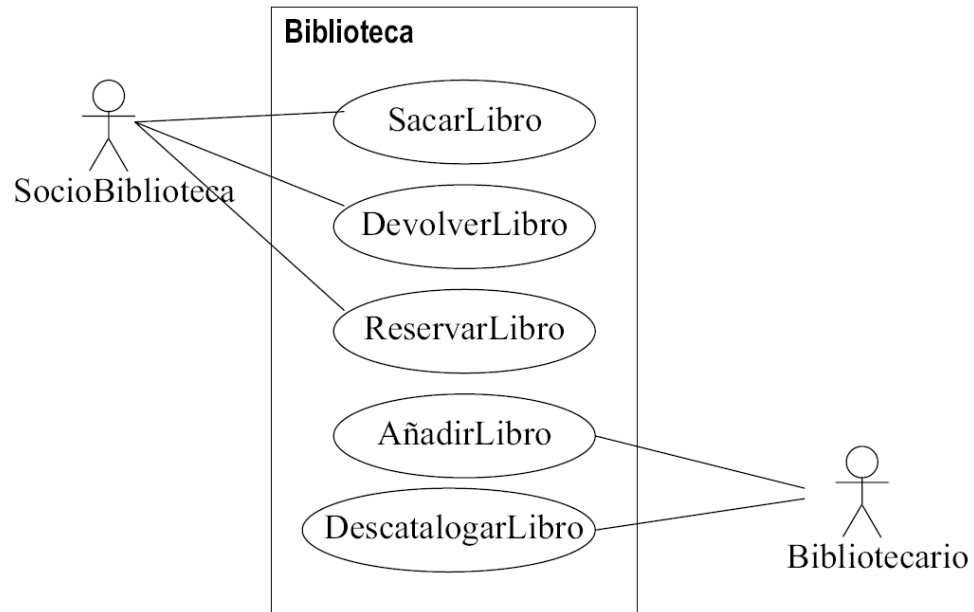 Biblioteca
SacarLibro
SocioBiblioteca
DevolverLibro
ReservarLibro
AñadirLibro
DescatalogarLibro
Bibliotecario